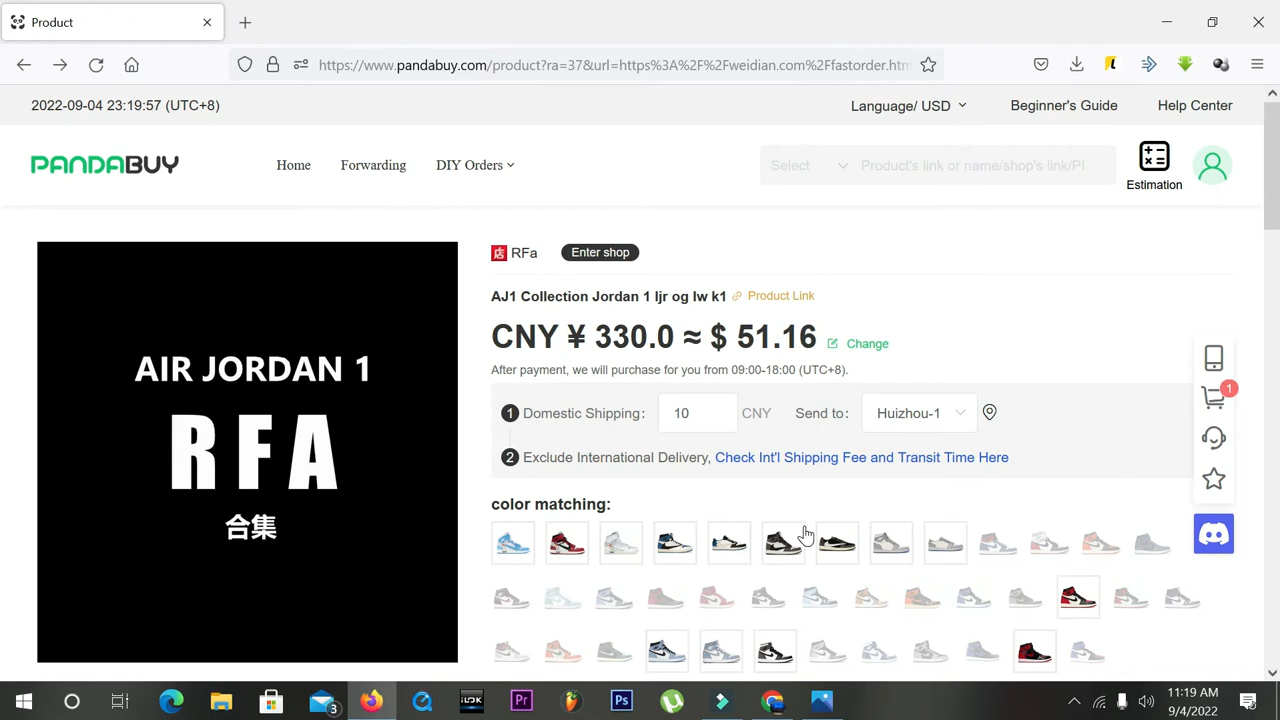 Product
https://www.pandabuy.com/product?ra=37&url=https%3A%2F%2Fweidian.com%2Ffastorder.htm
2022-09-04 23:19:57 (UTC+8)
Language/ USD
Beginner's Guide
Help Center
PANDABUY
Home
Forwarding
DIY Orders
Select
Product's link or name/shop's link/PI
Estimation
店 RFa
Enter shop
AJ1 Collection Jordan 1 ljr og lw k1
Product Link
CNY ¥ 330.0 ≈ $ 51.16
Change
After payment, we will purchase for you from 09:00-18:00 (UTC+8).
1 Domestic Shipping:
10
CNY
Send to:
Huizhou-1
2 Exclude International Delivery, Check Int'l Shipping Fee and Transit Time Here
color matching:
AIR JORDAN 1
RFA
合集
1
3
11:19 AM
9/4/2022